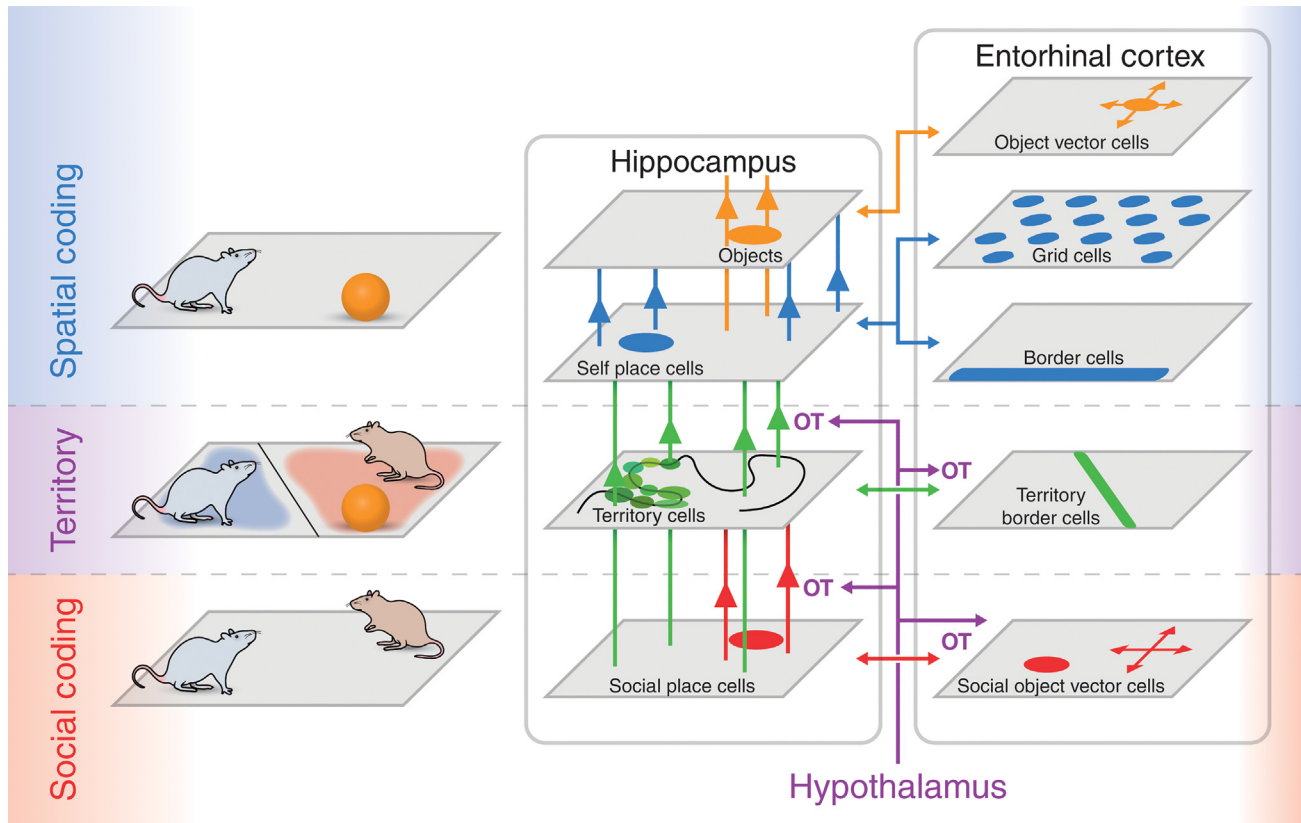 Spatial coding
Territory
Social coding
Hippocampus
Objects
Self place cells
OT
Territory cells
OT
Social place cells
Entorhinal cortex
Object vector cells
Grid cells
Border cells
OT
Territory
border cells
OT
Social object vector cells
Hypothalamus